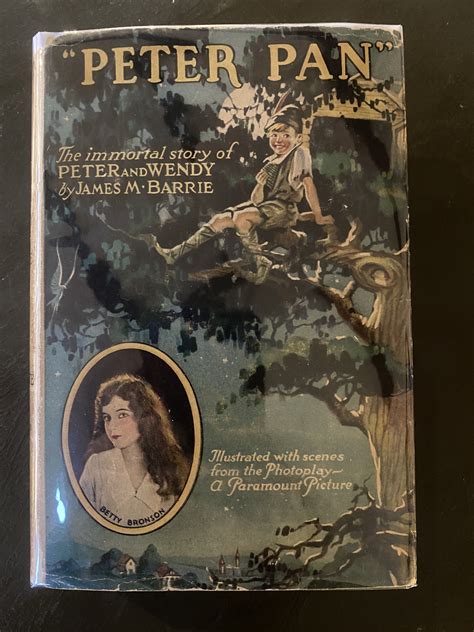 "PETER PAN"
The immortal story of
PETER AND WENDY
by JAMES M·BARRIE
BETTY BRONSON
Illustrated with scenes
from the Photoplay—
A Paramount Picture